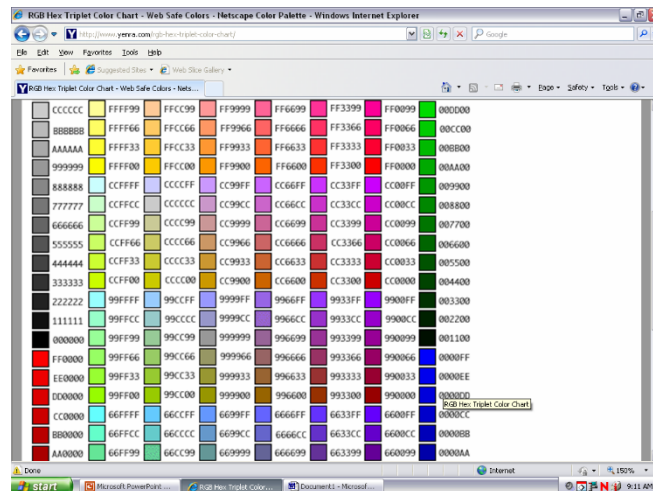 RGB Hex Triplet Color Chart - Web Safe Colors - Netscape Color Palette - Windows Internet Explorer
http://www.yenra.com/rgb-hex-triplet-color-chart/
Google
File Edit View Favorites Tools Help
Favorites Suggested Sites Web Slice Gallery
RGB Hex Triplet Color Chart - Web Safe Colors - Nets... Page Safety Tools
CCCCCC FFFF99 FFCC99 FF9999 FF6699 FF3399 FF0099 00DD00
BBBBBB FFFF66 FFCC66 FF9966 FF6666 FF3366 FF0066 00CC00
AAAAAA FFFF33 FFCC33 FF9933 FF6633 FF3333 FF0033 00BB00
999999 FFFF00 FFCC00 FF9900 FF6600 FF3300 FF0000 00AA00
888888 CCFFFF CCCCFF CC99FF CC66FF CC33FF CC00FF 009900
777777 CCFFCC CCCCCC CC99CC CC66CC CC33CC CC00CC 008800
666666 CCFF99 CCCC99 CC9999 CC6699 CC3399 CC0099 007700
555555 CCFF66 CCCC66 CC9966 CC6666 CC3366 CC0066 006600
444444 CCFF33 CCCC33 CC9933 CC6633 CC3333 CC0033 005500
333333 CCFF00 CCCC00 CC9900 CC6600 CC3300 CC0000 004400
222222 99FFFF 99CCFF 9999FF 9966FF 9933FF 9900FF 003300
111111 99FFCC 99CCCC 9999CC 9966CC 9933CC 9900CC 002200
000000 99FF99 99CC99 999999 996699 993399 990099 001100
FF0000 99FF66 99CC66 999966 996666 993366 990066 0000FF
EE0000 99FF33 99CC33 999933 996633 993333 990033 0000EE
DD0000 99FF00 99CC00 999900 996600 993300 990000 0000DD
RGB Hex Triplet Color Chart
CC0000 66FFFF 66CCFF 6699FF 6666FF 6633FF 6600FF 0000CC
BB0000 66FFCC 66CCCC 6699CC 6666CC 6633CC 6600CC 0000BB
AA0000 66FF99 66CC99 669999 666699 663399 660099 0000AA
Done Internet 150%
start Microsoft PowerPoint ... RGB Hex Triplet Color... Document1 - Microsof... 9:11 AM